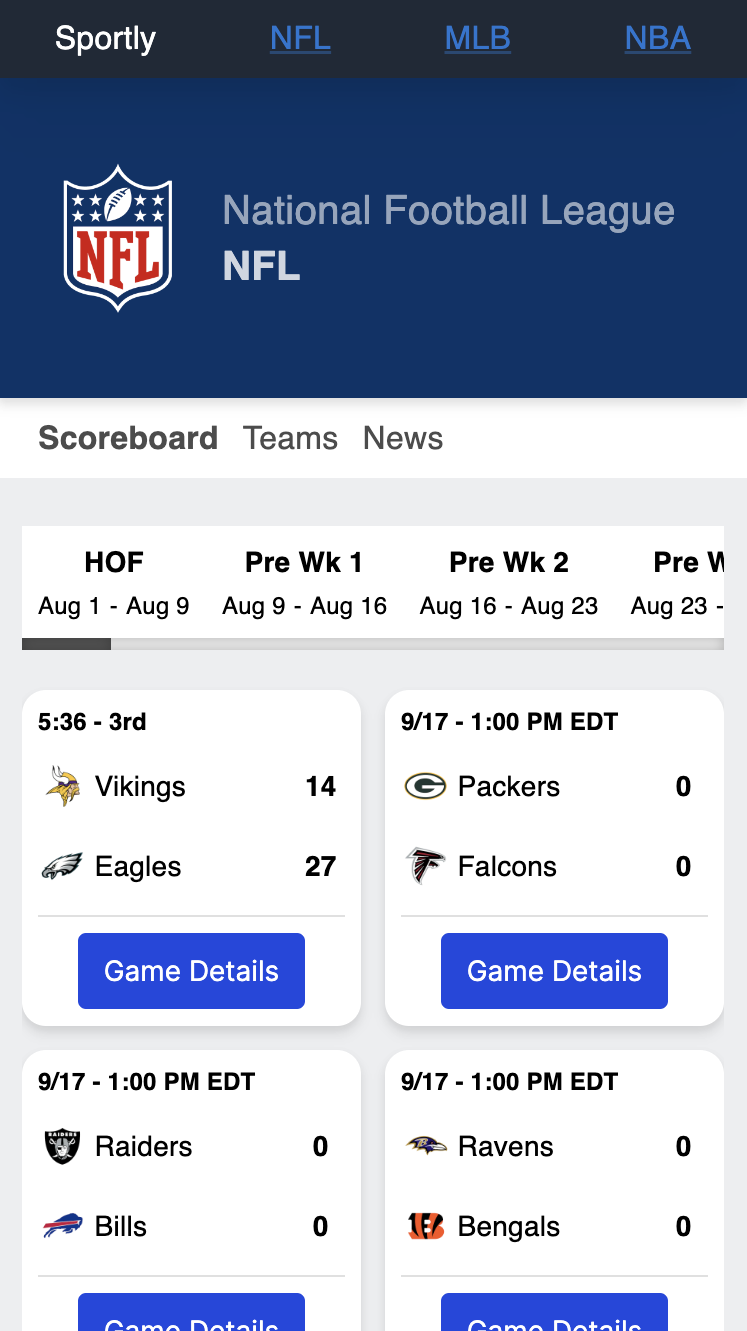 Sportly NFL MLB NBA
National Football League
NFL
NFL
Scoreboard Teams News
HOF Pre Wk 1 Pre Wk 2 Pre W
Aug 1 - Aug 9 Aug 9 - Aug 16 Aug 16 - Aug 23 Aug 23 -
5:36 - 3rd
Vikings 14
Eagles 27
Game Details
9/17 - 1:00 PM EDT
Packers 0
Falcons 0
Game Details
9/17 - 1:00 PM EDT
RAIDERS
Raiders 0
Bills 0
Game Details
9/17 - 1:00 PM EDT
Ravens 0
Bengals 0
Game Details